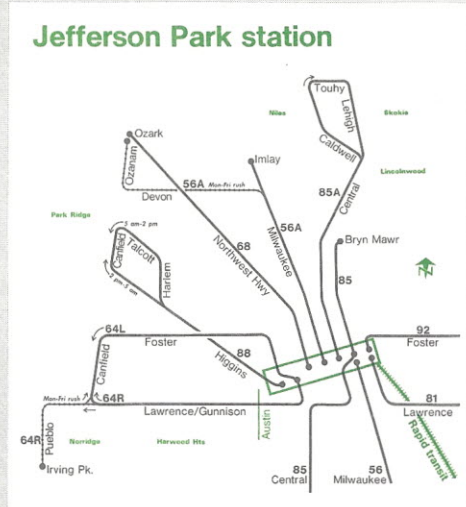 Jefferson Park station
Touhy
Lehigh
Niles
Skokie
Caldwell
Ozark
Imlay
Lincolnwood
Ozanam
Devon
56A Mon-Fri rush
85A
Central
Park Ridge
5 am-2 pm
Canfield
Talcott
Harlem
2 pm-5 am
68
Northwest Hwy
56A
Milwaukee
Bryn Mawr
85
N
64L
Foster
88
Higgins
92
Foster
Canfield
Mon-Fri rush
64R
Lawrence/Gunnison
Austin
81
Lawrence
Rapid transit
64R
Pueblo
Norridge
Harwood Hts
Irving Pk.
85
Central
56
Milwaukee